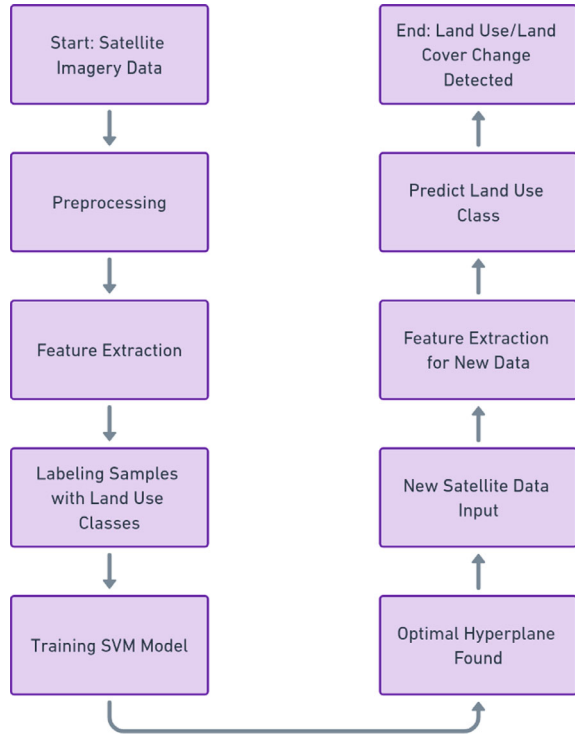 Start: Satellite
Imagery Data
Preprocessing
Feature Extraction
Labeling Samples
with Land Use
Classes
Training SVM Model
Optimal Hyperplane
Found
New Satellite Data
Input
Feature Extraction
for New Data
Predict Land Use
Class
End: Land Use/Land
Cover Change
Detected